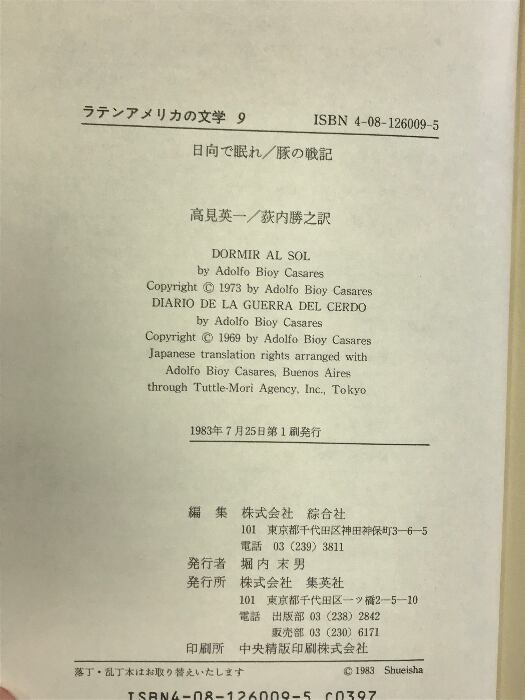 ラテンアメリカの文学 9
ISBN 4-08-126009-5
日向で眠れ／豚の戦記
高見英一／荻内勝之訳
DORMIR AL SOL
by Adolfo Bioy Casares
Copyright © 1973 by Adolfo Bioy Casares
DIARIO DE LA GUERRA DEL CERDO
by Adolfo Bioy Casares
Copyright © 1969 by Adolfo Bioy Casares
Japanese translation rights arranged with
Adolfo Bioy Casares, Buenos Aires
through Tuttle-Mori Agency, Inc., Tokyo
1983年7月25日第1刷発行
編 集 株式会社 綜合社
101 東京都千代田区神田神保町3—6—5
電話 03 (239) 3811
発行者 堀内末男
発行所 株式会社 集英社
101 東京都千代田区一ツ橋2—5—10
電話 出版部 03 (238) 2842
販売部 03 (230) 6171
印刷所 中央精版印刷株式会社
落丁・乱丁本はお取り替えいたします
© 1983 Shueisha
ISBN4-08-126009-5 C0397